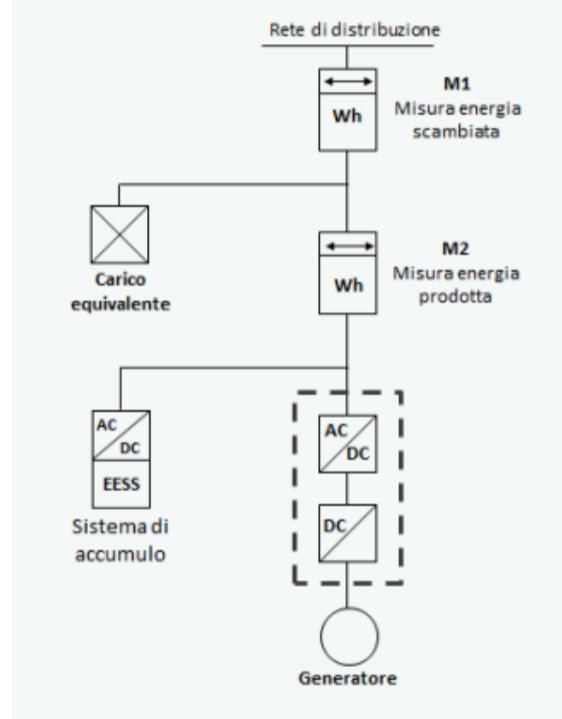 Rete di distribuzione
M1
Misura energia
scambiata
Wh
Carico
equivalente
M2
Misura energia
prodotta
Wh
AC
DC
EESS
Sistema di
accumulo
AC
DC
DC
Generatore